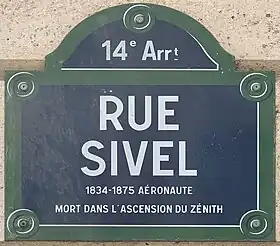 14e Arrt
RUE
SIVEL
1834-1875 AÉRONAUTE
MORT DANS L'ASCENSION DU ZÉNITH